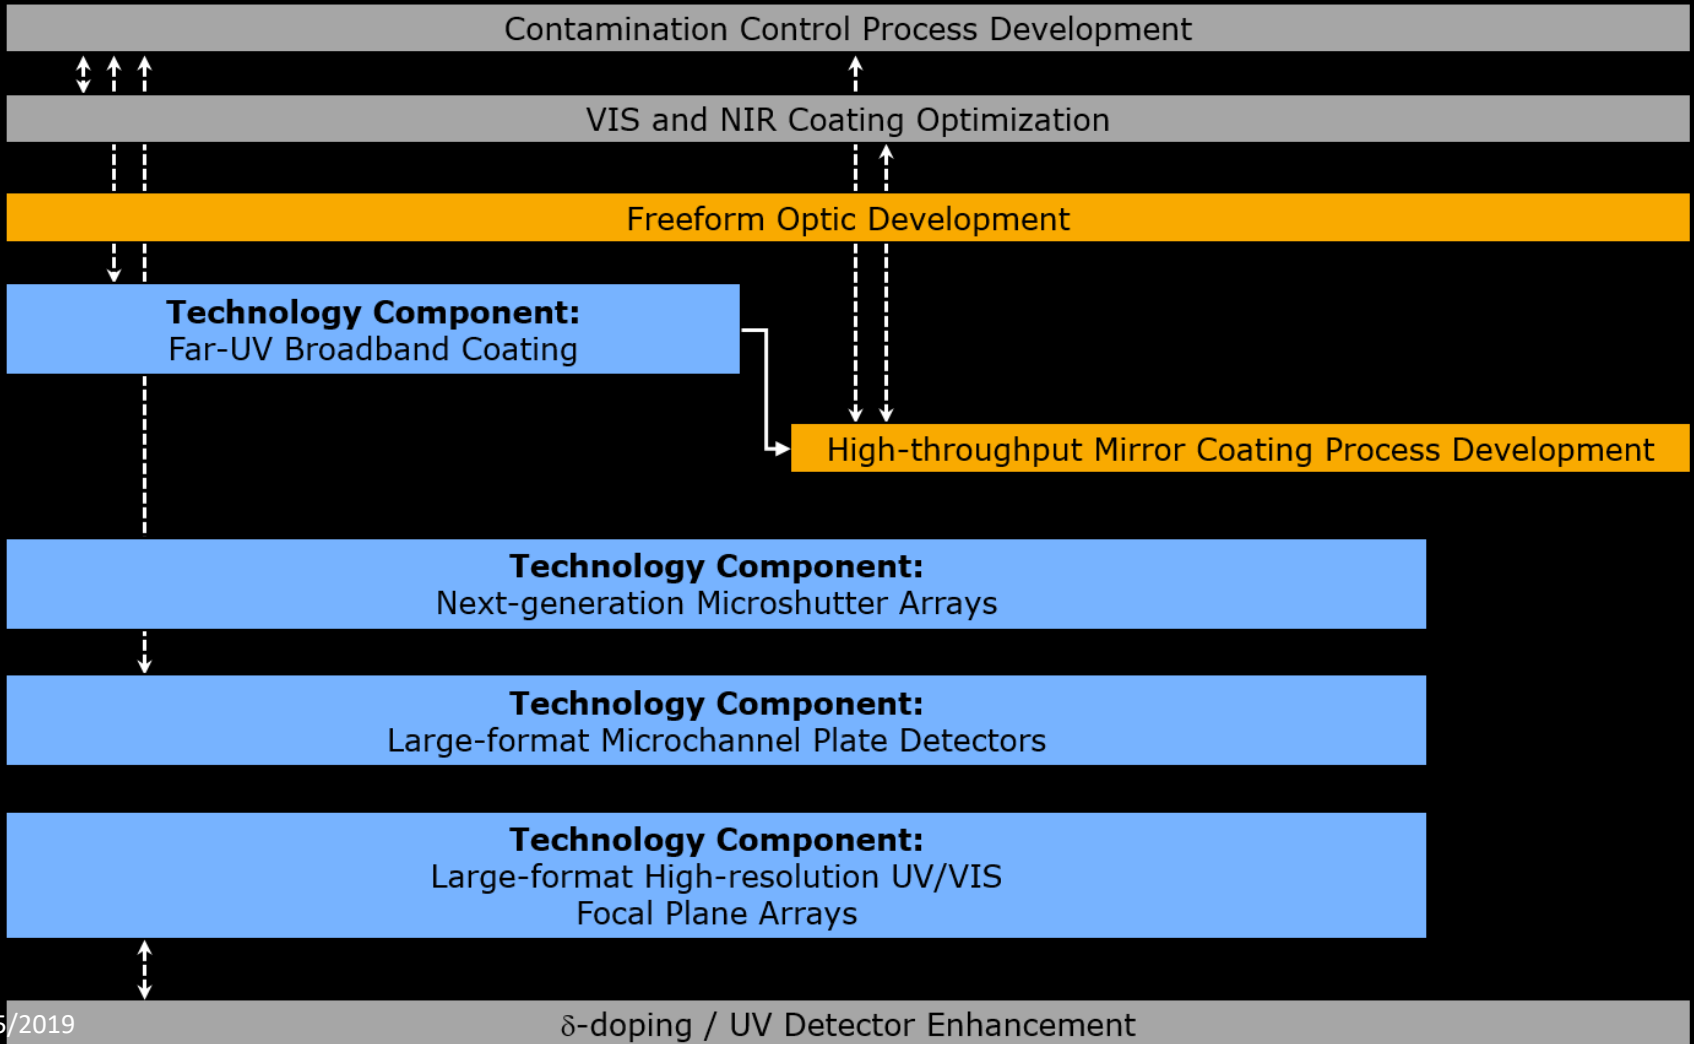 Contamination Control Process Development
VIS and NIR Coating Optimization
Freeform Optic Development
Technology Component:
Far-UV Broadband Coating
High-throughput Mirror Coating Process Development
Technology Component:
Next-generation Microshutter Arrays
Technology Component:
Large-format Microchannel Plate Detectors
Technology Component:
Large-format High-resolution UV/VIS
Focal Plane Arrays
/2019
δ-doping / UV Detector Enhancement